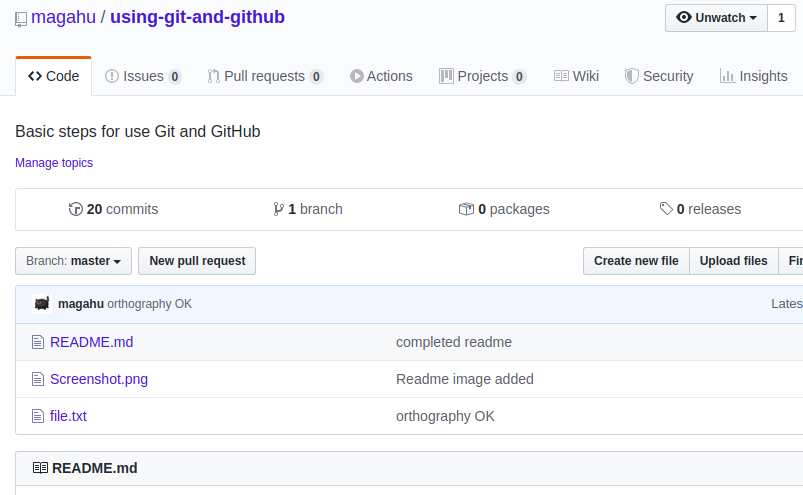 magahu / using-git-and-github
Unwatch 1
Code Issues 0 Pull requests 0 Actions Projects 0 Wiki Security Insights
Basic steps for use Git and GitHub
Manage topics
20 commits 1 branch 0 packages 0 releases
Branch: master New pull request Create new file Upload files
magahu orthography OK
README.md completed readme
Screenshot.png Readme image added
file.txt orthography OK
README.md